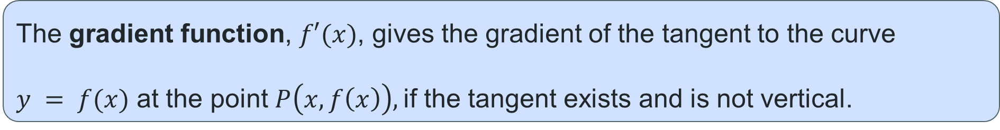 The gradient function, f′(x), gives the gradient of the tangent to the curve
y = f(x) at the point P(x, f(x)), if the tangent exists and is not vertical.